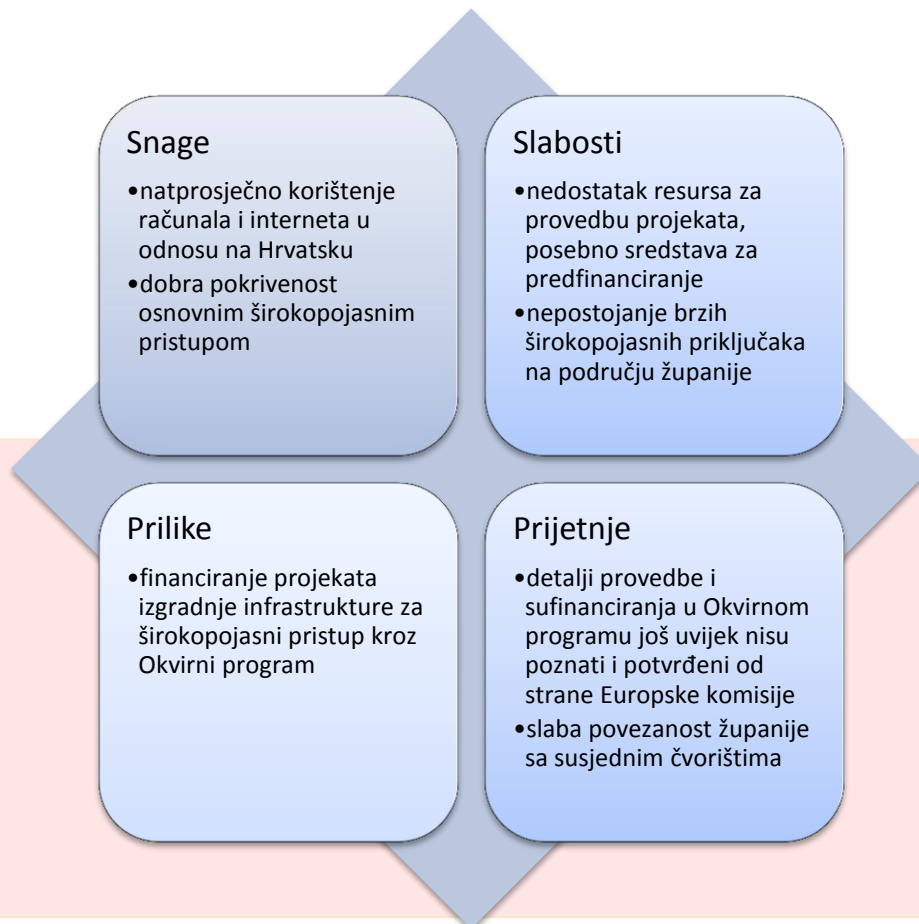 Snage
•natprosječno korištenje
računala i interneta u
odnosu na Hrvatsku
•dobra pokrivenost
osnovnim širokopojasnim
pristupom
Slabosti
•nedostatak resursa za
provedbu projekata,
posebno sredstava za
predfinanciranje
•nepostojanje brzih
širokopojasnih priključaka
na području županije
Prilike
•financiranje projekata
izgradnje infrastrukture za
širokopojasni pristup kroz
Okvirni program
Prijetnje
•detalji provedbe i
sufinanciranja u Okvirnom
programu još uvijek nisu
poznati i potvrđeni od
strane Europske komisije
•slaba povezanost županije
sa susjednim čvorištima